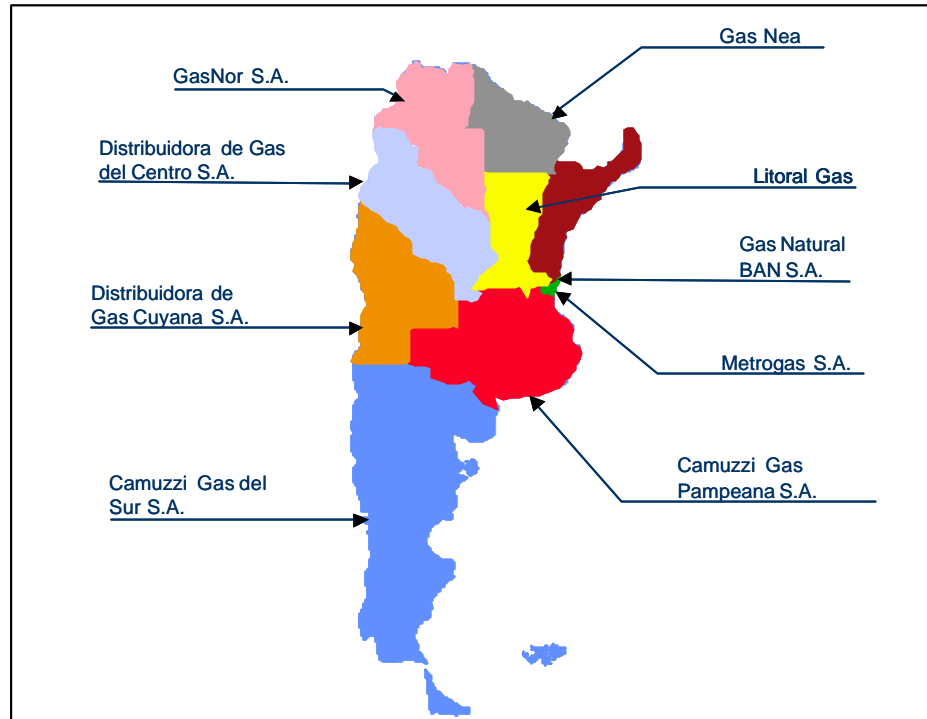 Gas Nea
GasNor S.A.
Distribuidora de Gas
del Centro S.A.
Litoral Gas
Gas Natural
BAN S.A.
Distribuidora de
Gas Cuyana S.A.
Metrogas S.A.
Camuzzi Gas
Pampeana S.A.
Camuzzi Gas del
Sur S.A.